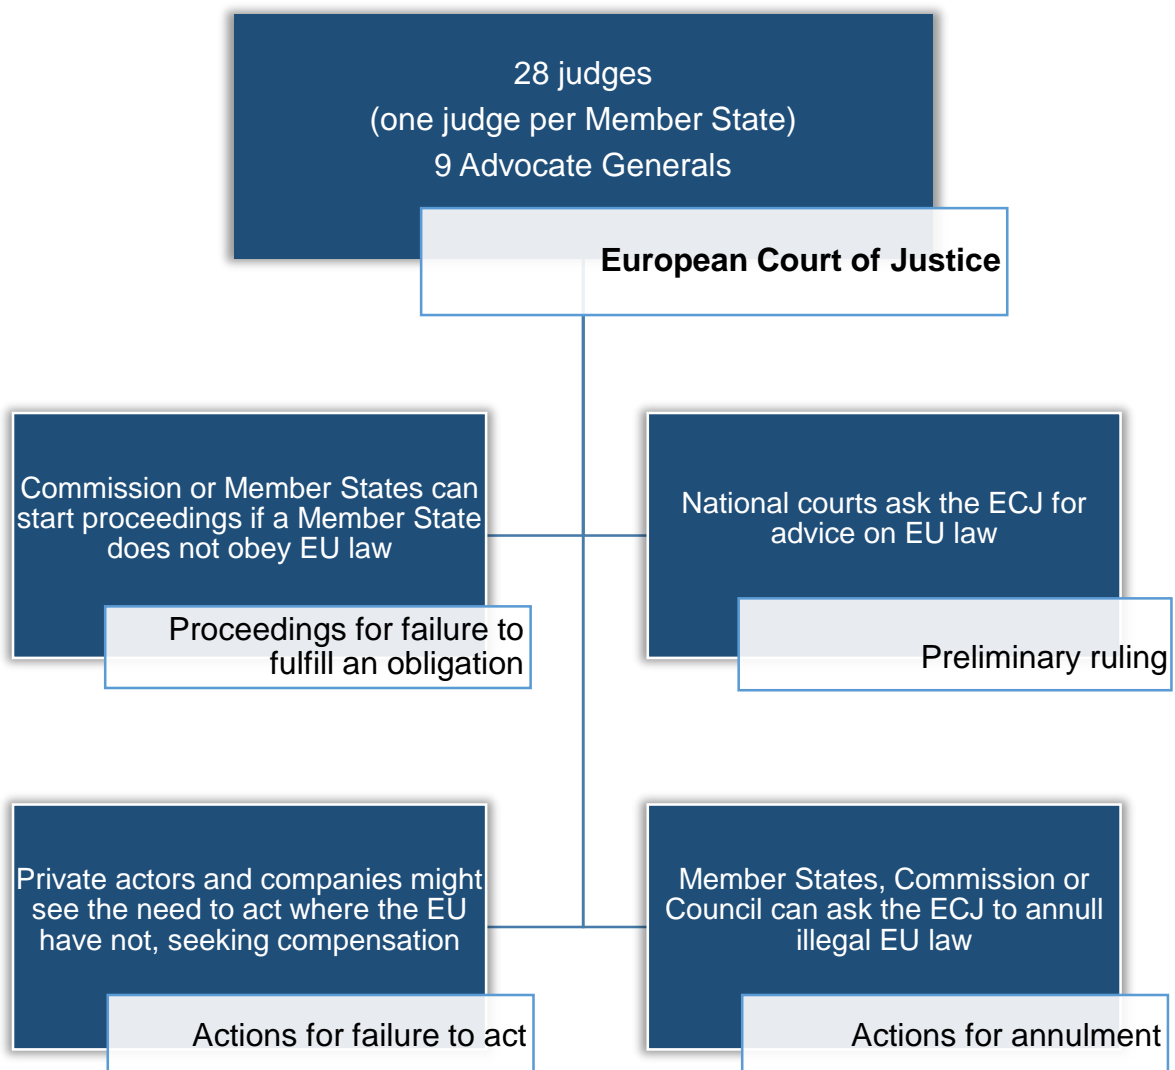 28 judges
(one judge per Member State)
9 Advocate Generals
European Court of Justice
Commission or Member States can
start proceedings if a Member State
does not obey EU law
Proceedings for failure to
fulfill an obligation
National courts ask the ECJ for
advice on EU law
Preliminary ruling
Private actors and companies might
see the need to act where the EU
have not, seeking compensation
Actions for failure to act
Member States, Commission or
Council can ask the ECJ to annull
illegal EU law
Actions for annulment